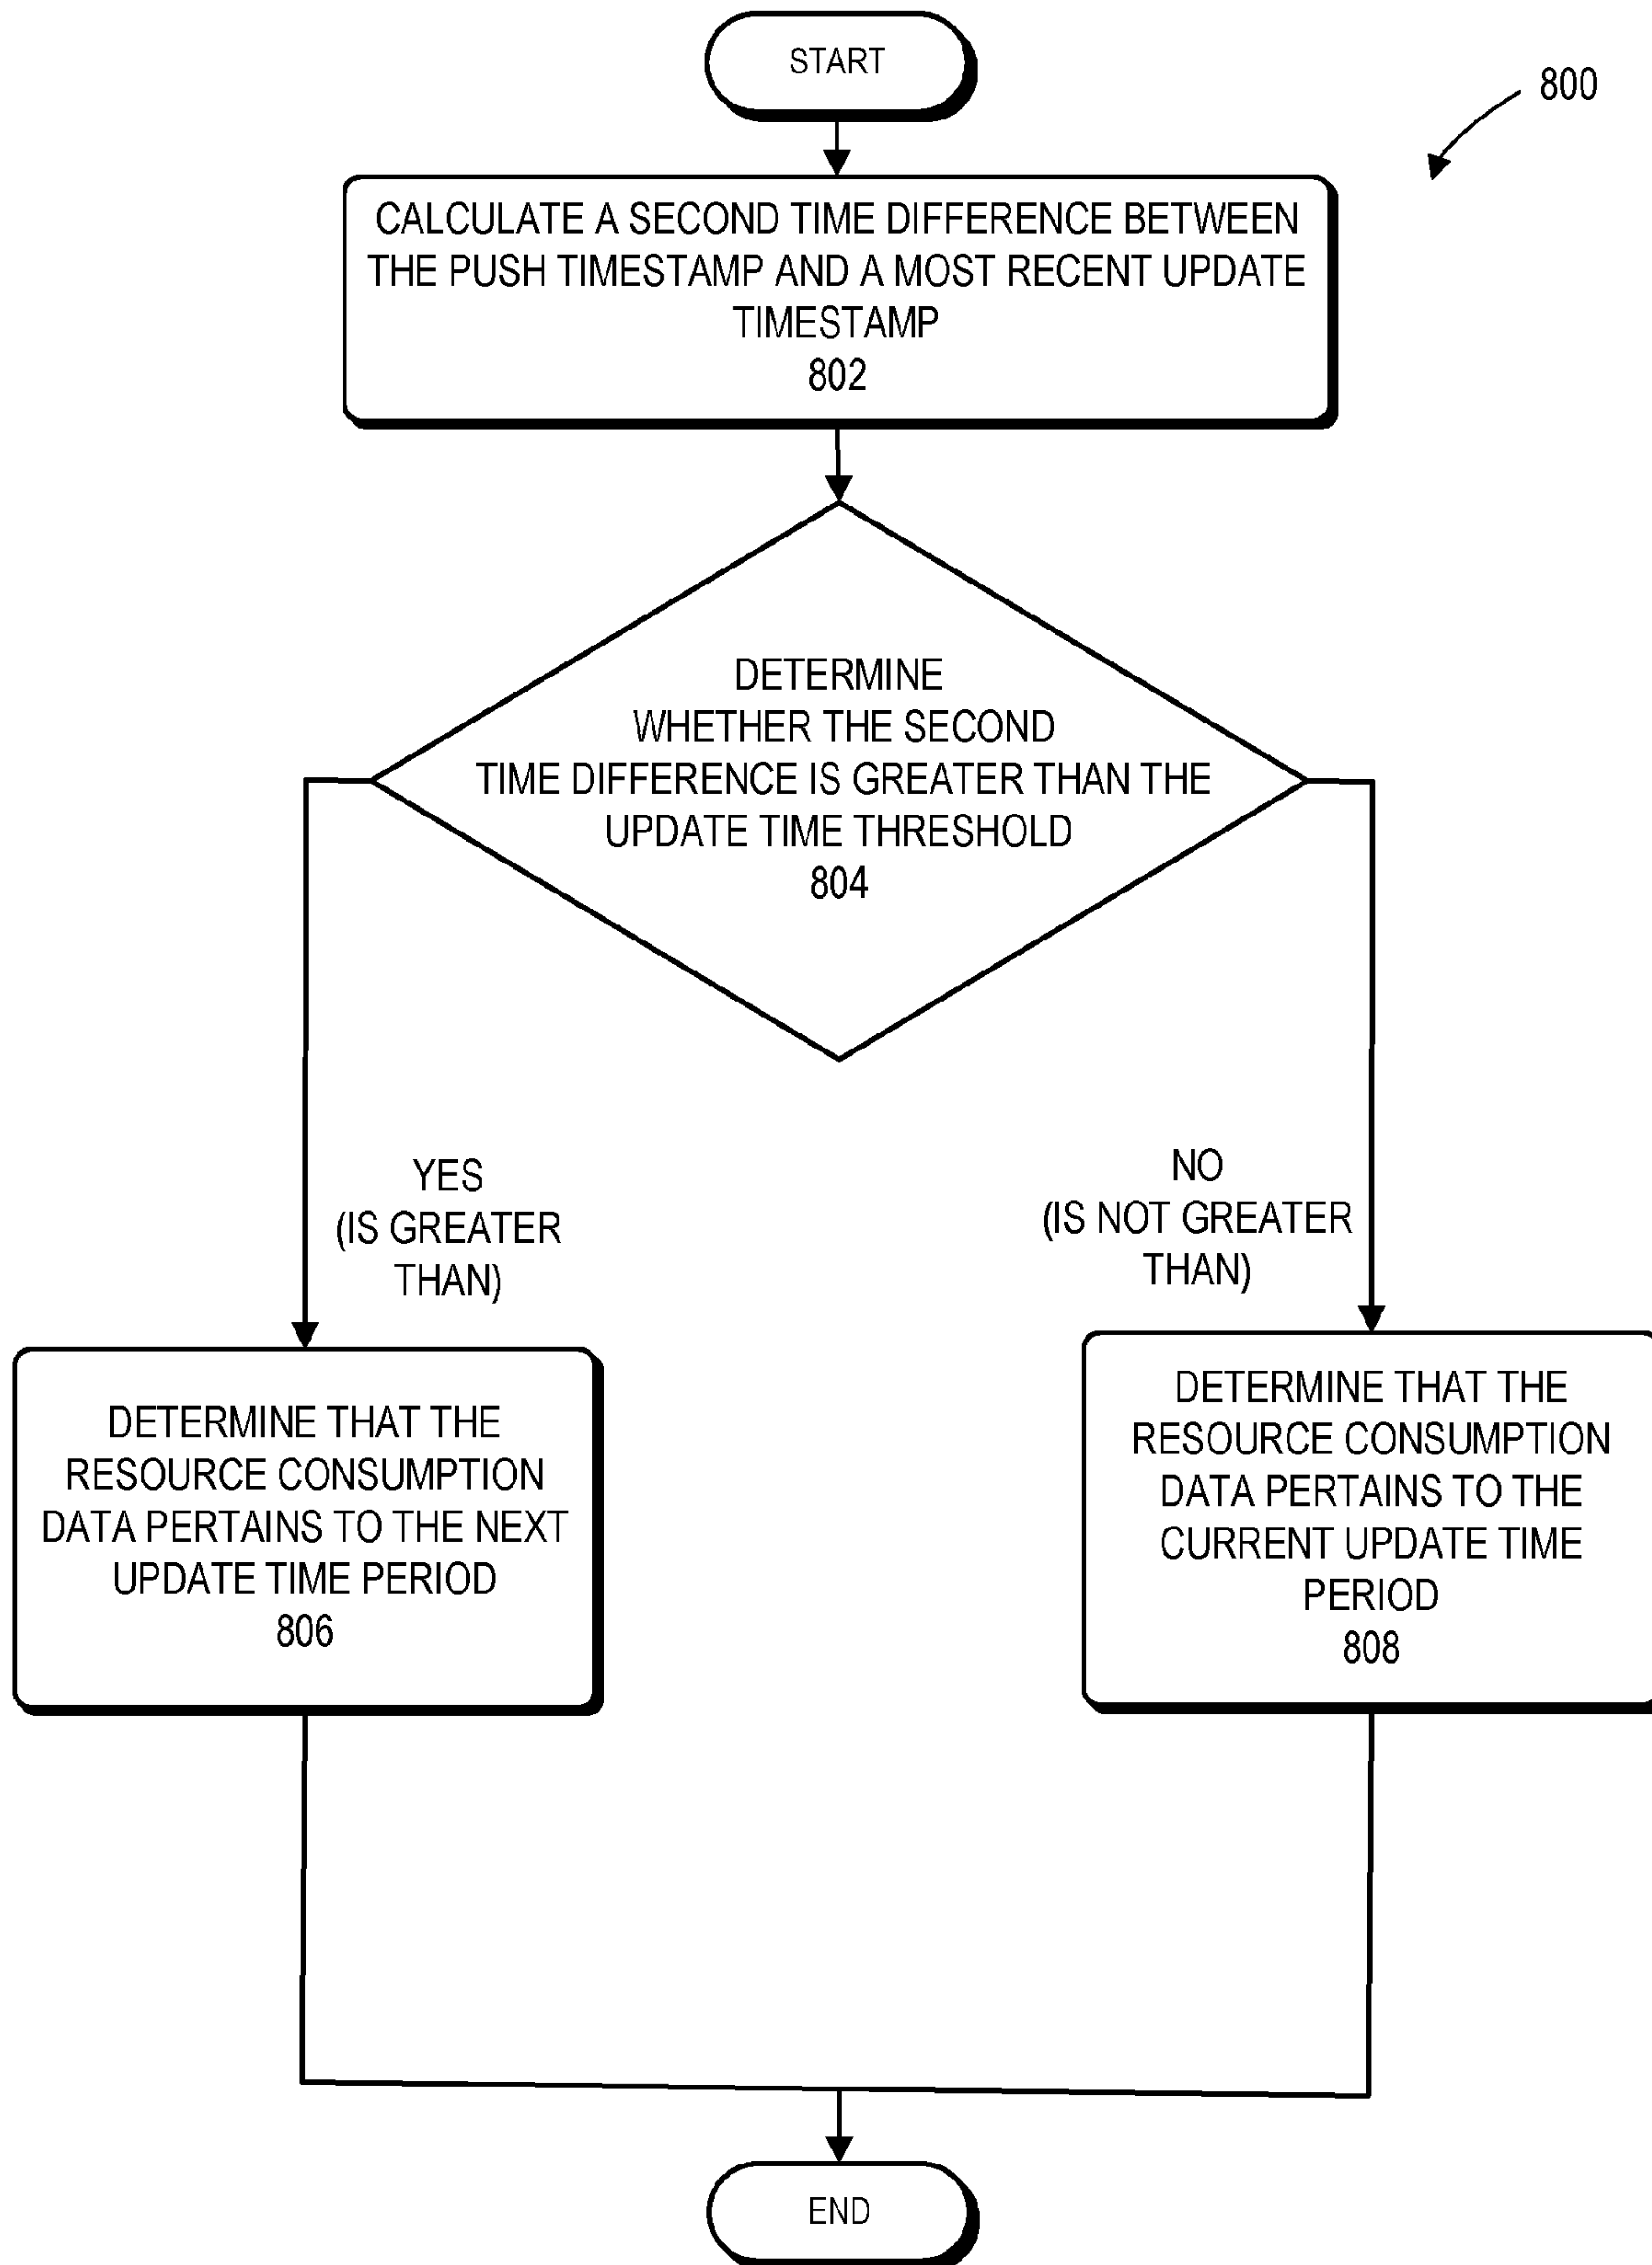 START
800
CALCULATE A SECOND TIME DIFFERENCE BETWEEN
THE PUSH TIMESTAMP AND A MOST RECENT UPDATE
TIMESTAMP
802
DETERMINE
WHETHER THE SECOND
TIME DIFFERENCE IS GREATER THAN THE
UPDATE TIME THRESHOLD
804
YES
(IS GREATER
THAN)
NO
(IS NOT GREATER
THAN)
DETERMINE THAT THE
RESOURCE CONSUMPTION
DATA PERTAINS TO THE NEXT
UPDATE TIME PERIOD
806
DETERMINE THAT THE
RESOURCE CONSUMPTION
DATA PERTAINS TO THE
CURRENT UPDATE TIME
PERIOD
808
END